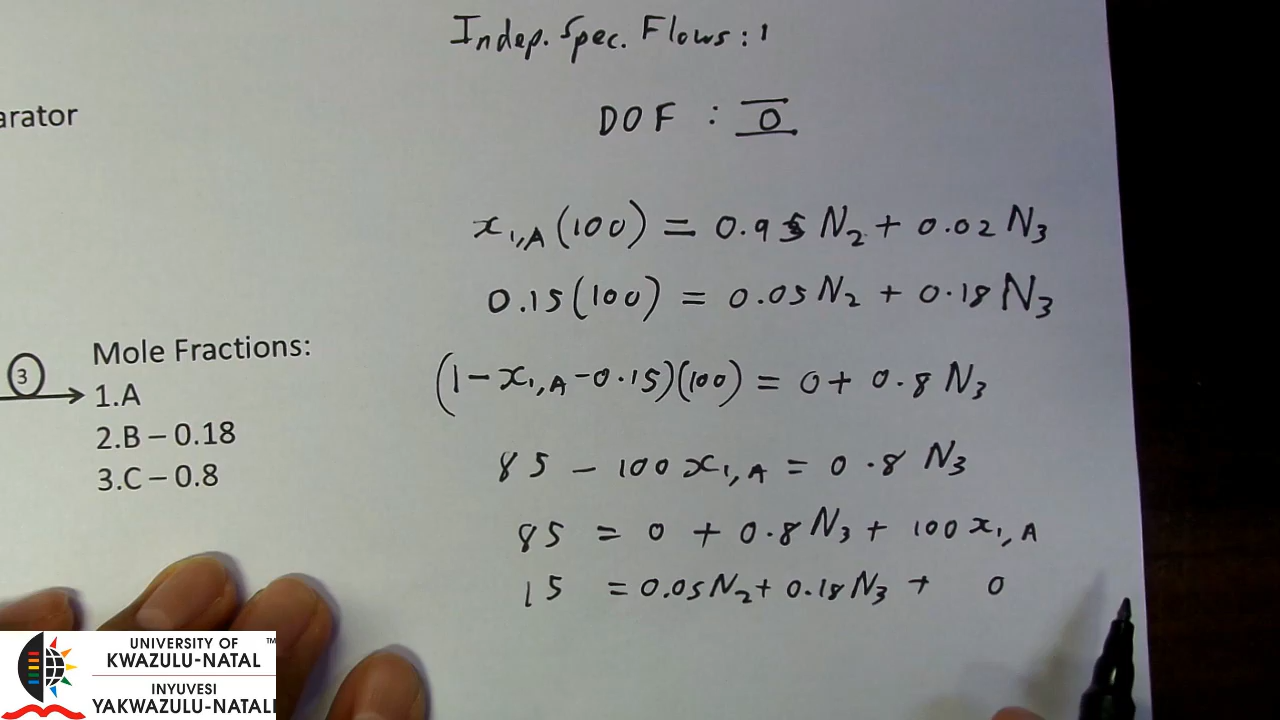 Indep. Spec. Flows: 1
arator
DOF : 0
x₁,A (100) = 0.95 N₂ + 0.02 N₃
0.15 (100) = 0.05 N₂ + 0.18 N₃
(1 - x₁,A - 0.15)(100) = 0 + 0.8 N₃
3
Mole Fractions:
1.A
2.B – 0.18
3.C – 0.8
85 - 100 x₁,A = 0.8 N₃
85 = 0 + 0.8 N₃ + 100 x₁,A
15 = 0.05 N₂ + 0.18 N₃ + 0
UNIVERSITY OF ™
KWAZULU-NATAL
INYUVESI
YAKWAZULU-NATALI